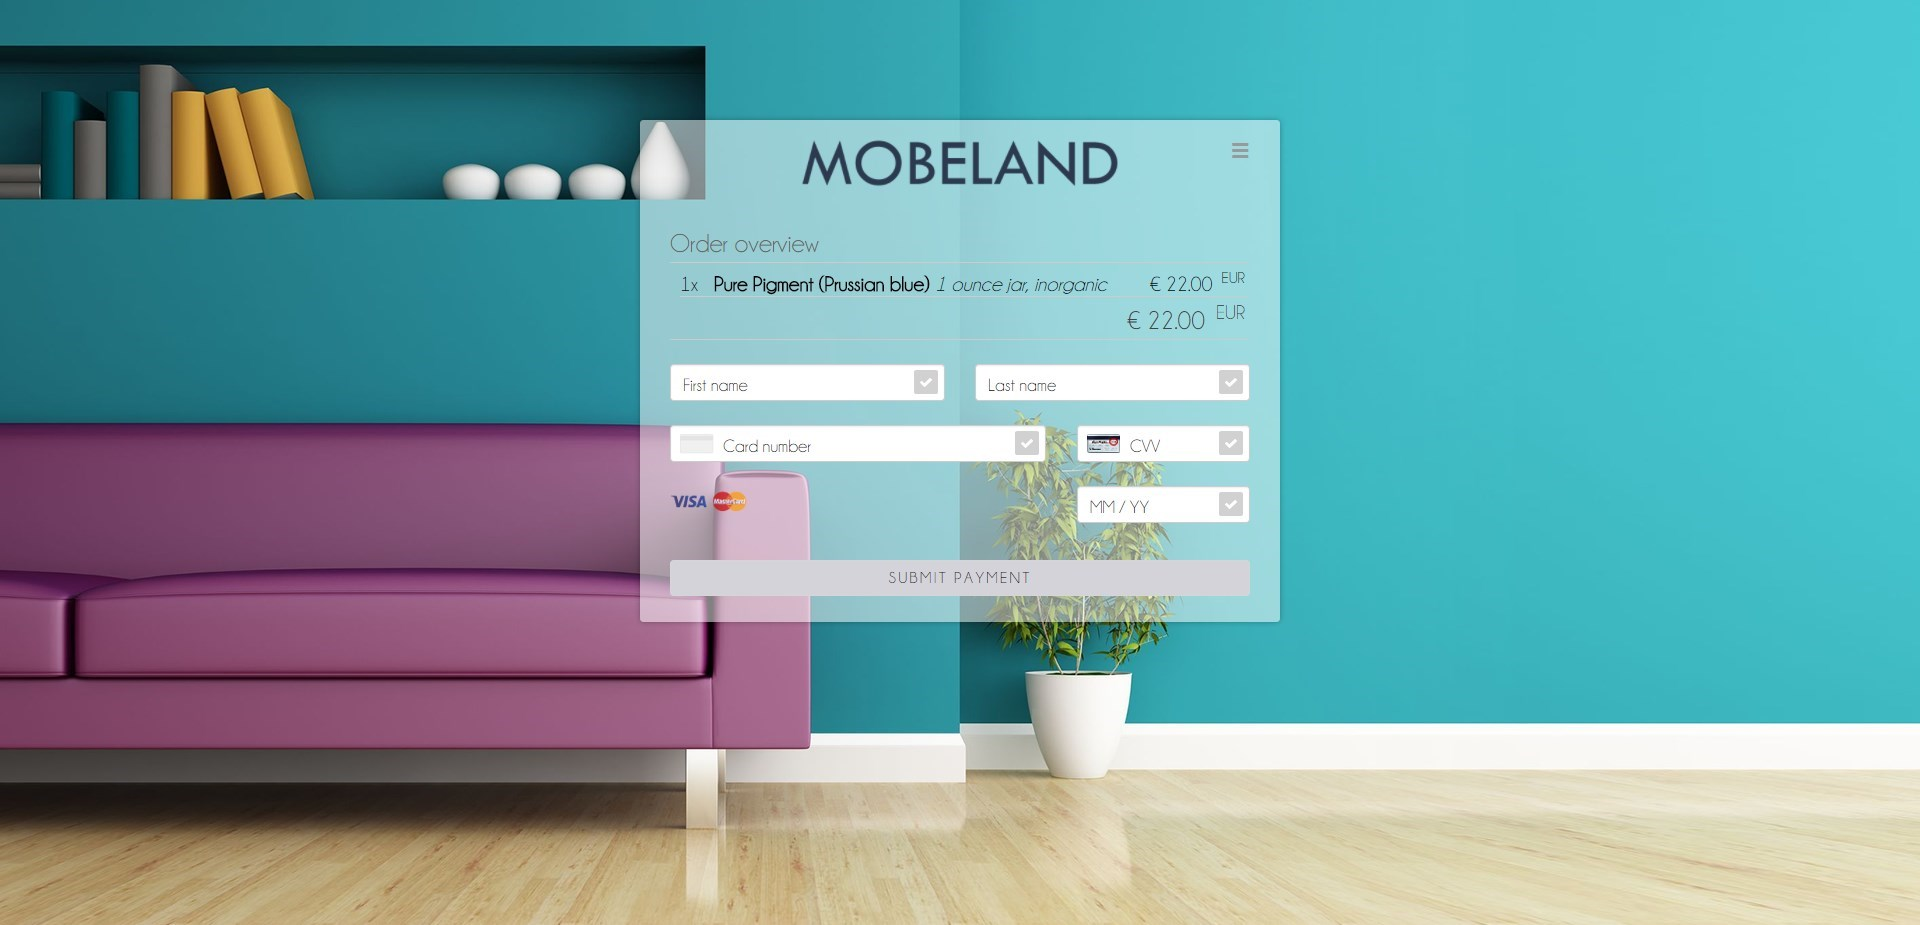 MOBELAND
Order overview
1x Pure Pigment (Prussian blue) 1 ounce jar, inorganic € 22.00 EUR
€ 22.00 EUR
First name Last name
Card number CVV
VISA MasterCard MM / YY
SUBMIT PAYMENT